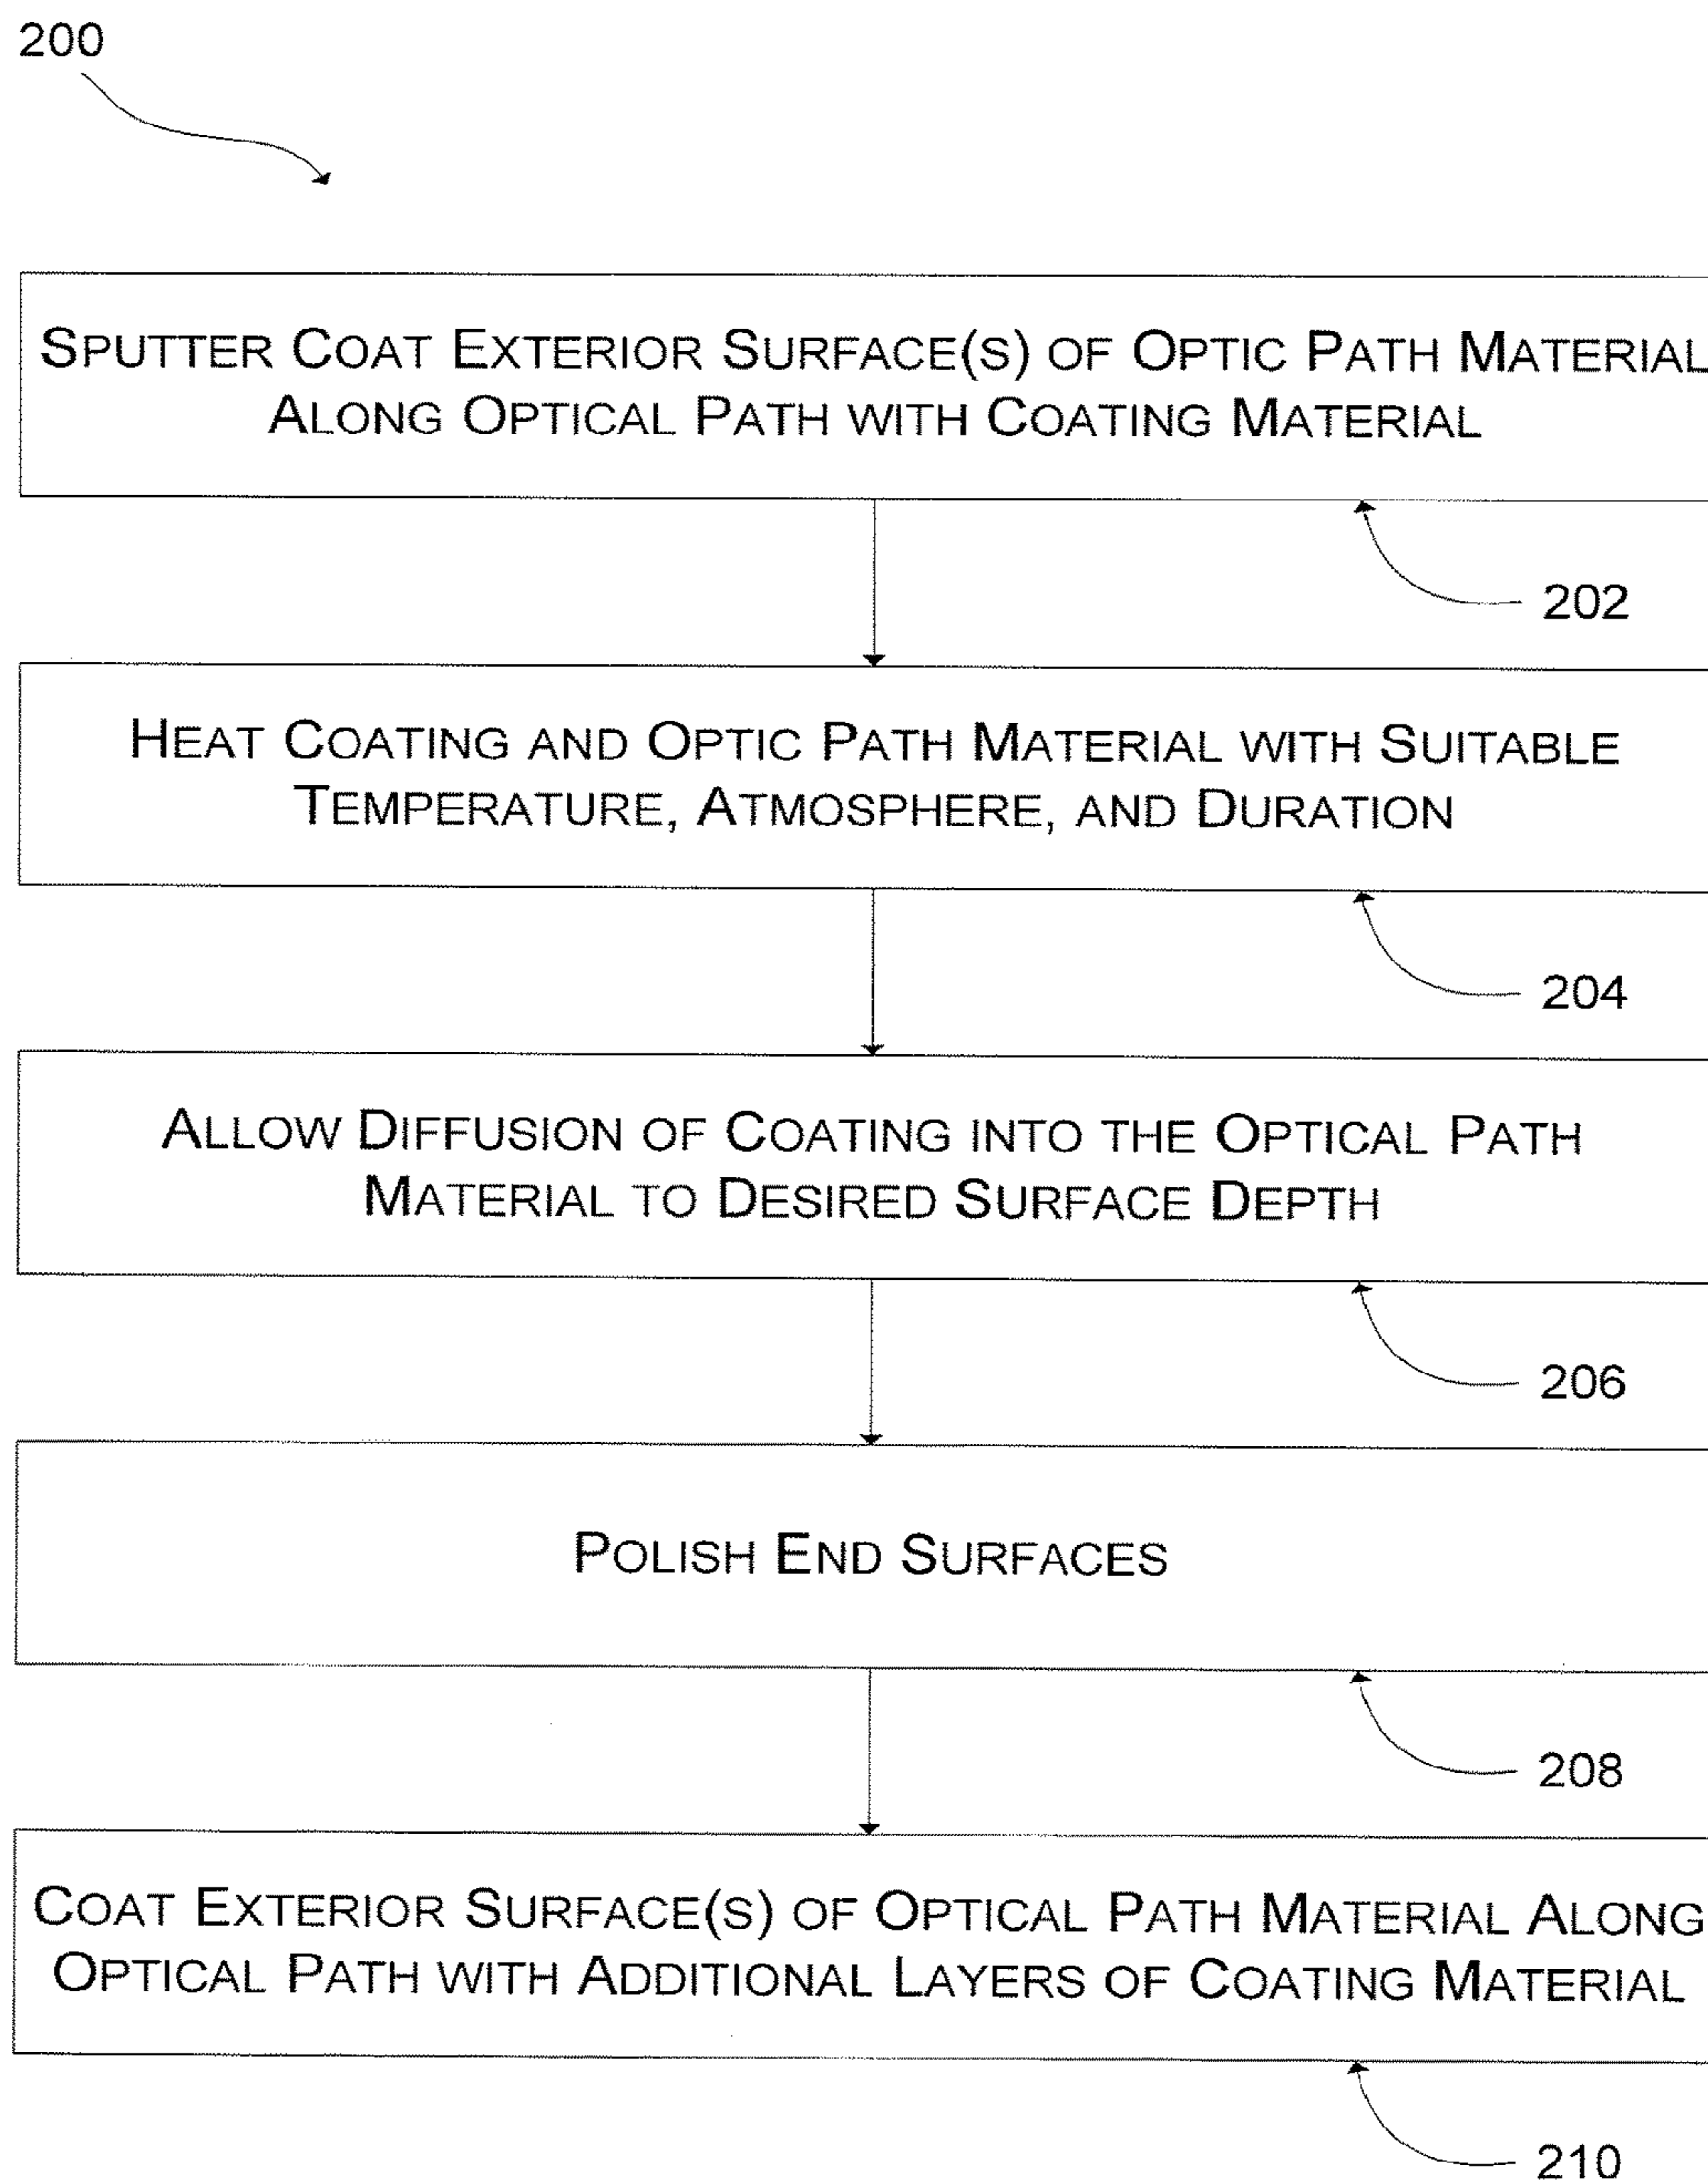 200
SPUTTER COAT EXTERIOR SURFACE(S) OF OPTIC PATH MATERIAL
ALONG OPTICAL PATH WITH COATING MATERIAL
202
HEAT COATING AND OPTIC PATH MATERIAL WITH SUITABLE
TEMPERATURE, ATMOSPHERE, AND DURATION
204
ALLOW DIFFUSION OF COATING INTO THE OPTICAL PATH
MATERIAL TO DESIRED SURFACE DEPTH
206
POLISH END SURFACES
208
COAT EXTERIOR SURFACE(S) OF OPTICAL PATH MATERIAL ALONG
OPTICAL PATH WITH ADDITIONAL LAYERS OF COATING MATERIAL
210